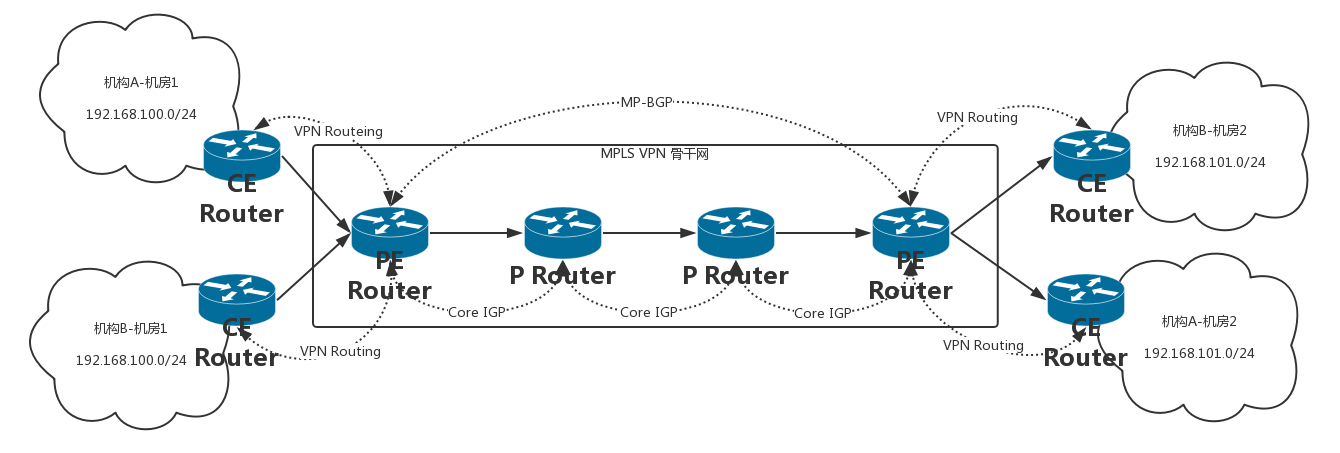 机构A-机房1
192.168.100.0/24
CE
Router
VPN Routeing
MP-BGP
VPN Routing
机构B-机房2
192.168.101.0/24
CE
Router
MPLS VPN 骨干网
PE
Router
P Router
P Router
PE
Router
Core IGP
Core IGP
Core IGP
机构B-机房1
192.168.100.0/24
CE
Router
VPN Routing
VPN Routing
CE
Router
机构A-机房2
192.168.101.0/24